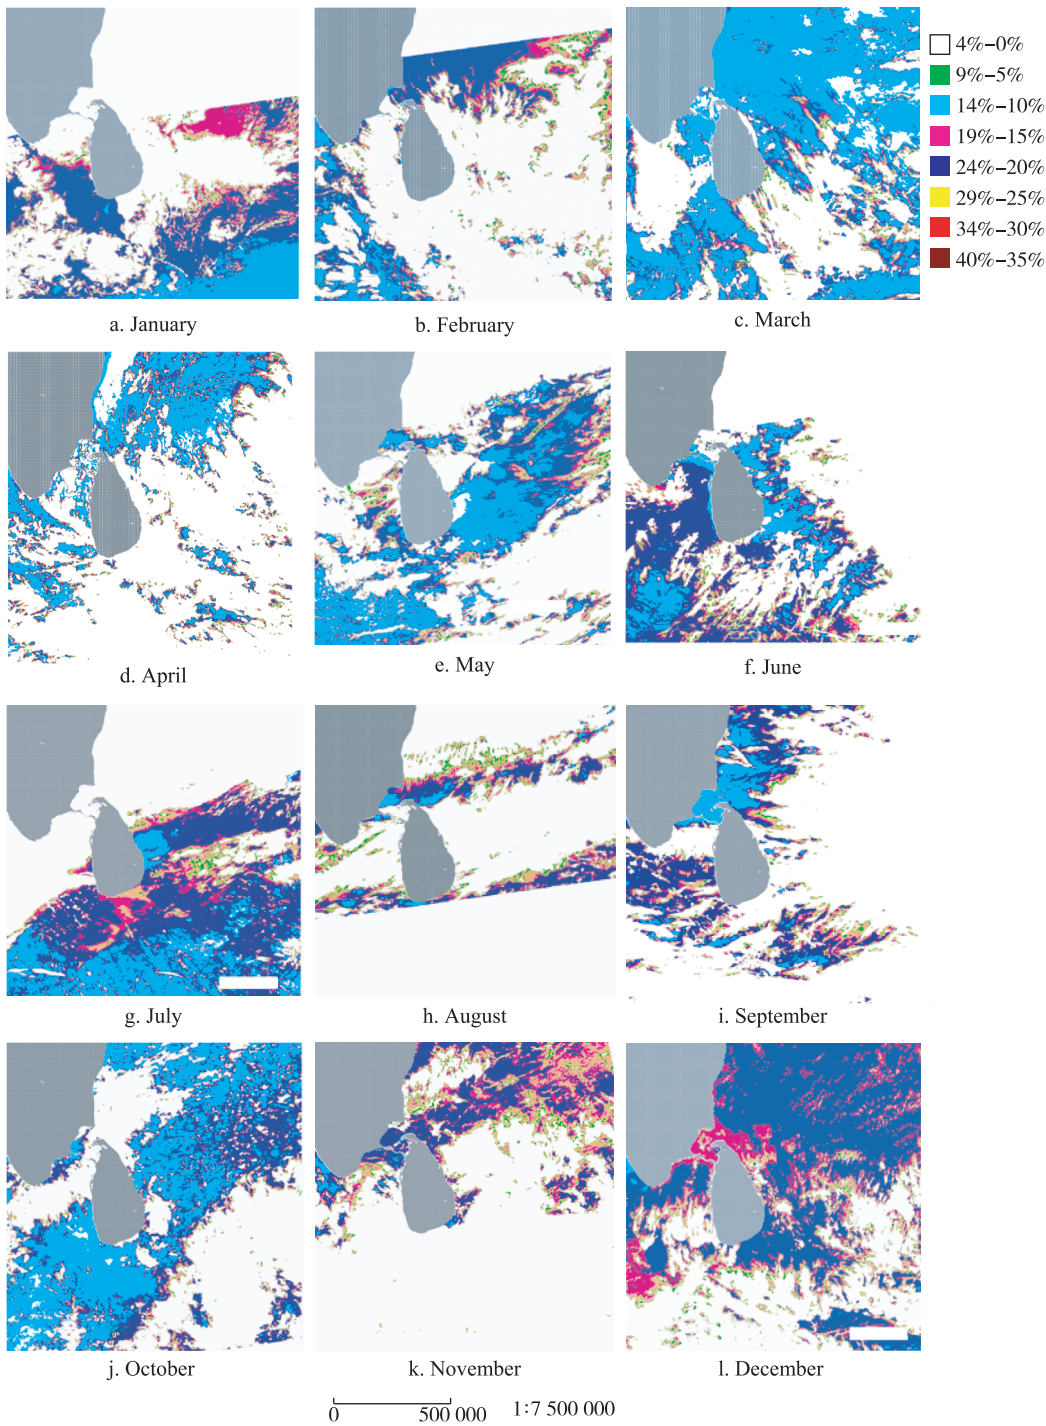 4%–0%
9%–5%
14%–10%
19%–15%
24%–20%
29%–25%
34%–30%
40%–35%
a. January
b. February
c. March
d. April
e. May
f. June
g. July
h. August
i. September
j. October
k. November
l. December
0 500 000 1:7 500 000